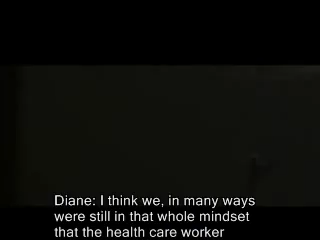 Diane: I think we, in many ways
were still in that whole mindset
that the health care worker